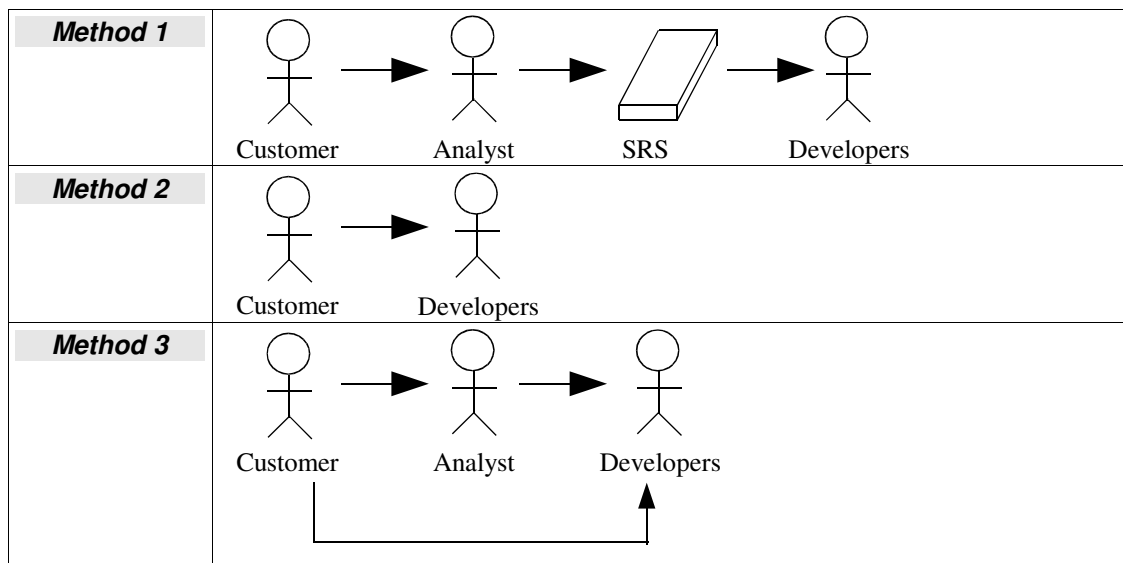 Method 1
Customer Analyst SRS Developers
Method 2
Customer Developers
Method 3
Customer Analyst Developers